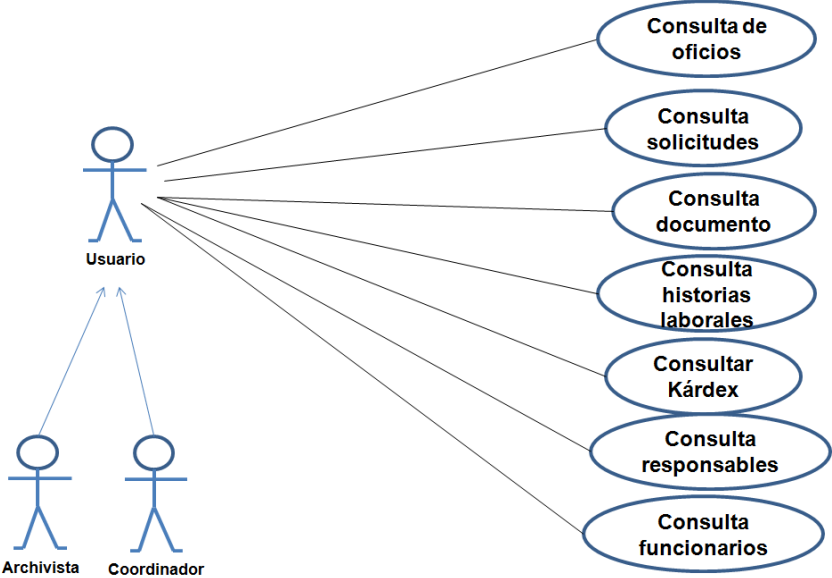 Consulta de
oficios
Consulta
solicitudes
Consulta
documento
Usuario
Consulta
historias
laborales
Consultar
Kárdex
Consulta
responsables
Consulta
funcionarios
Archivista
Coordinador